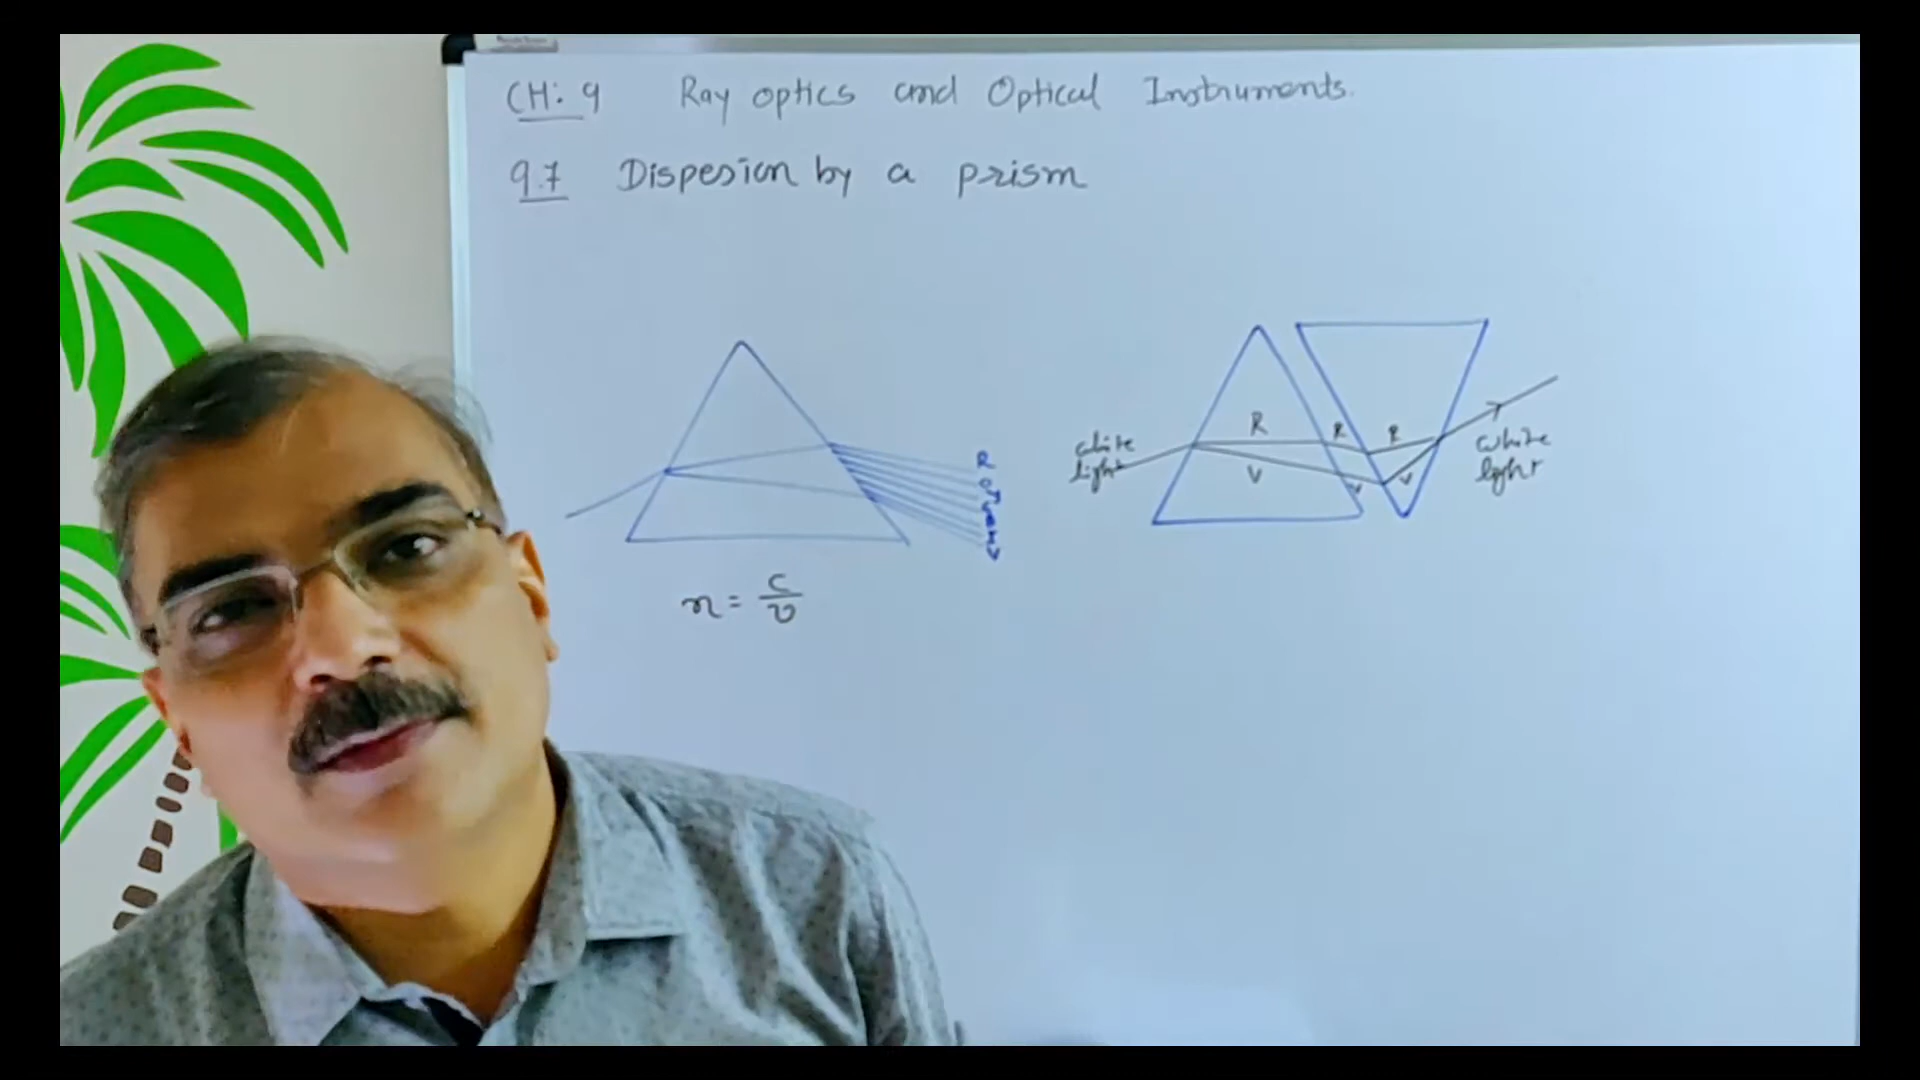 CH: 9 Ray optics and Optical Instruments.
9.7 Dispesion by a prism
R
O
Y
G
B
I
V
n = c/v
white light
R
R
R
V
V
V
white light